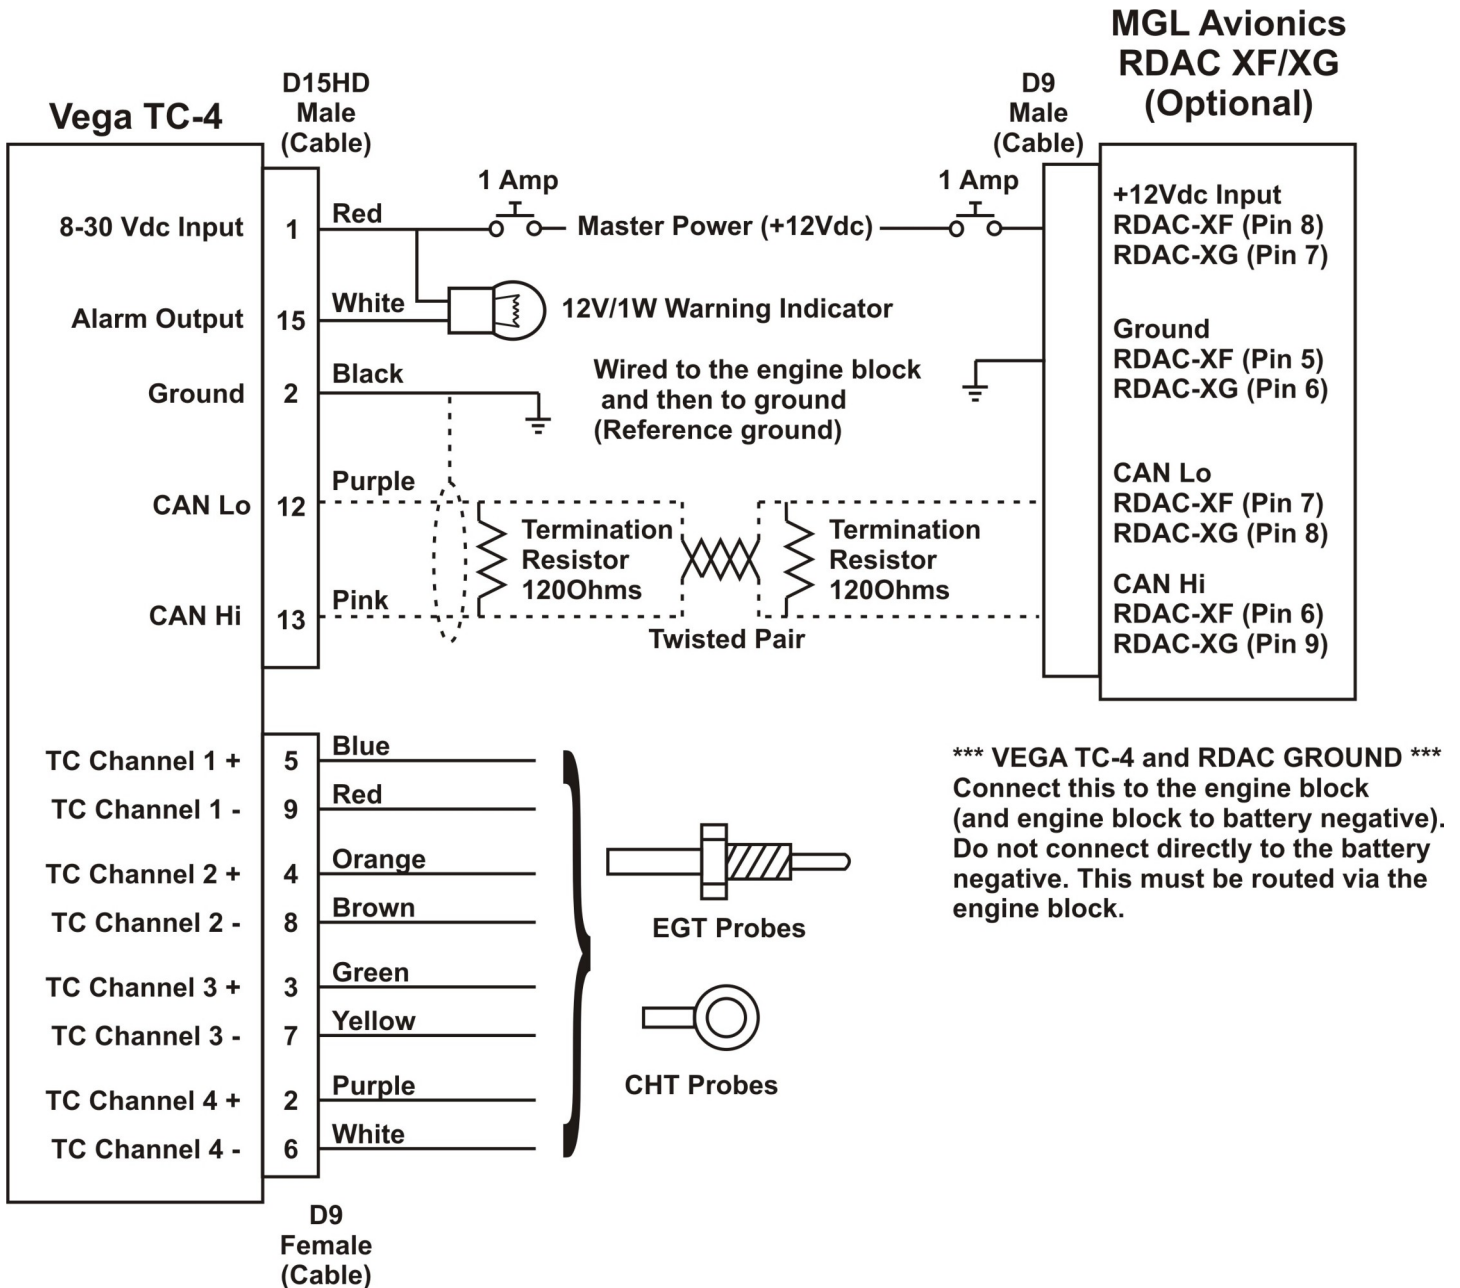 MGL Avionics
RDAC XF/XG
(Optional)
Vega TC-4
D15HD
Male
(Cable)
D9
Male
(Cable)
8-30 Vdc Input
1
Red
1 Amp
Master Power (+12Vdc)
1 Amp
+12Vdc Input
RDAC-XF (Pin 8)
RDAC-XG (Pin 7)
Alarm Output
15
White
12V/1W Warning Indicator
Ground
2
Black
Wired to the engine block
and then to ground
(Reference ground)
Ground
RDAC-XF (Pin 5)
RDAC-XG (Pin 6)
CAN Lo
12
Purple
Termination
Resistor
120Ohms
Termination
Resistor
120Ohms
CAN Lo
RDAC-XF (Pin 7)
RDAC-XG (Pin 8)
CAN Hi
13
Pink
Twisted Pair
CAN Hi
RDAC-XF (Pin 6)
RDAC-XG (Pin 9)
TC Channel 1 +
5
Blue
TC Channel 1 -
9
Red
TC Channel 2 +
4
Orange
TC Channel 2 -
8
Brown
TC Channel 3 +
3
Green
TC Channel 3 -
7
Yellow
TC Channel 4 +
2
Purple
TC Channel 4 -
6
White
EGT Probes
CHT Probes
*** VEGA TC-4 and RDAC GROUND ***
Connect this to the engine block
(and engine block to battery negative).
Do not connect directly to the battery
negative. This must be routed via the
engine block.
D9
Female
(Cable)